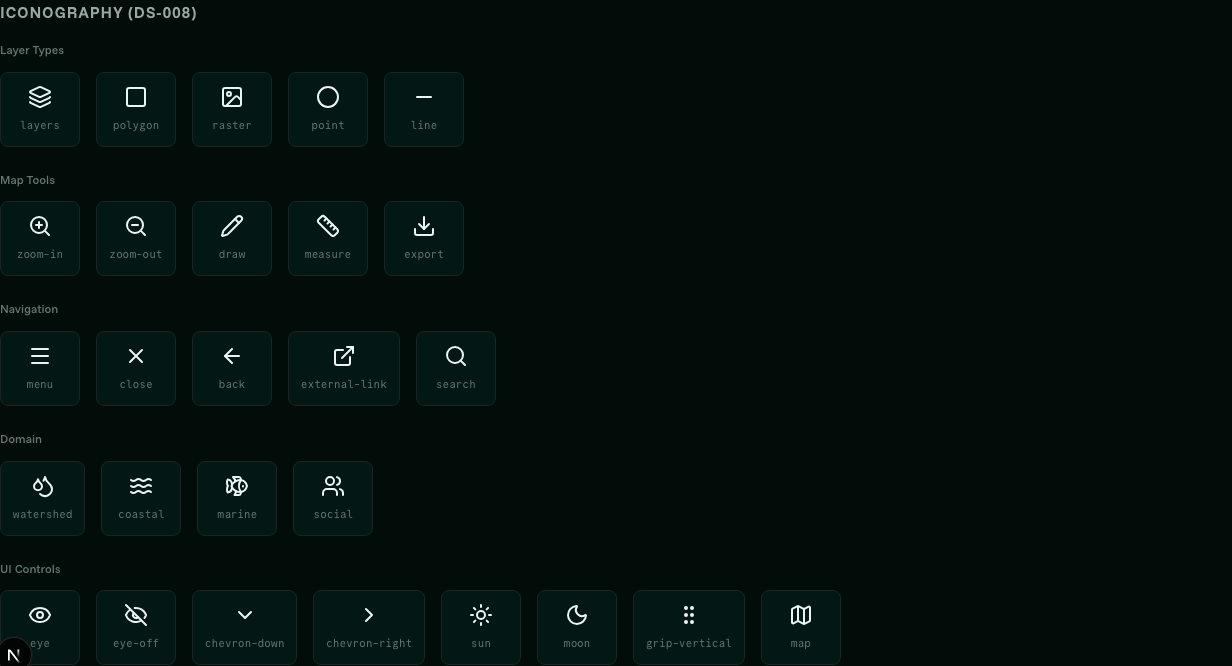 ICONOGRAPHY (DS-008)
Layer Types
layers polygon raster point line
Map Tools
zoom-in zoom-out draw measure export
Navigation
menu close back external-link search
Domain
watershed coastal marine social
UI Controls
eye eye-off chevron-down chevron-right sun moon grip-vertical map
N